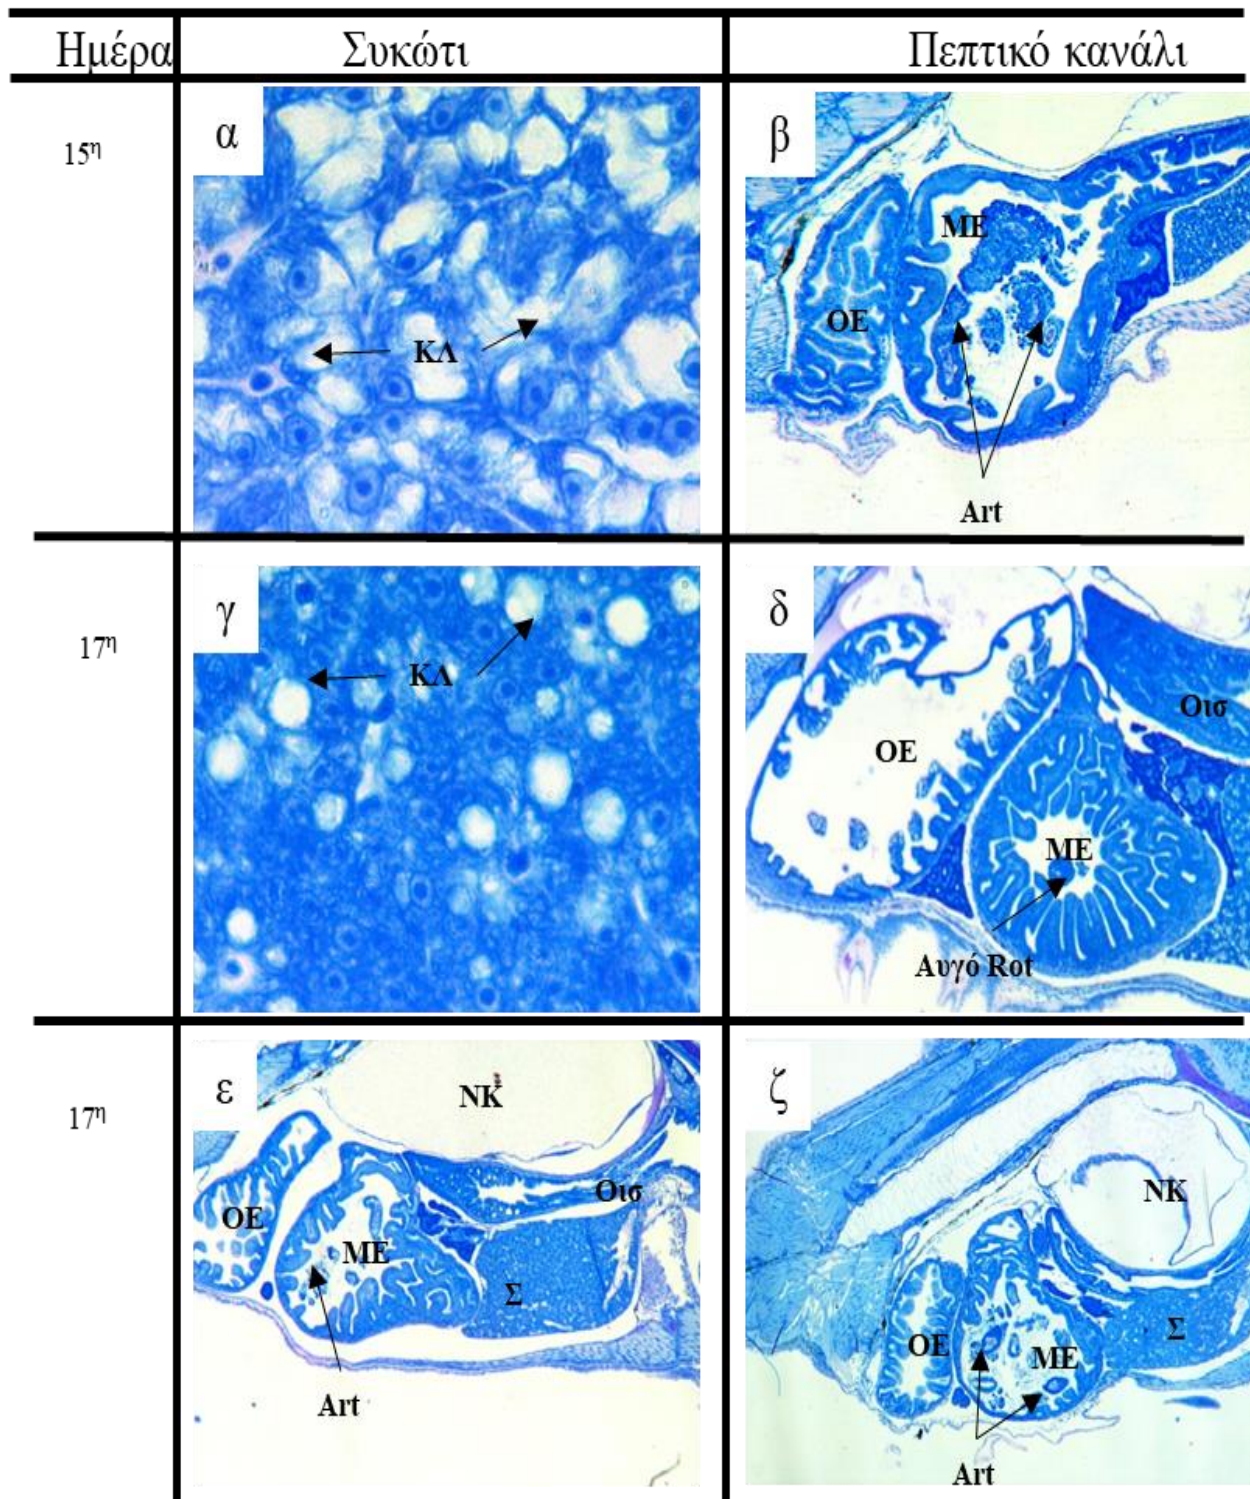 Ημέρα Συκώτι Πεπτικό κανάλι
15η α β
ΜΕ
ΟΕ
ΚΛ
Art
17η γ δ
ΚΛ
Οισ
ΟΕ
ΜΕ
Αυγό Rot
17η ε ζ
ΝΚ
Οισ
ΟΕ
ΜΕ
Σ
Art
ΝΚ
Σ
ΟΕ
ΜΕ
Art